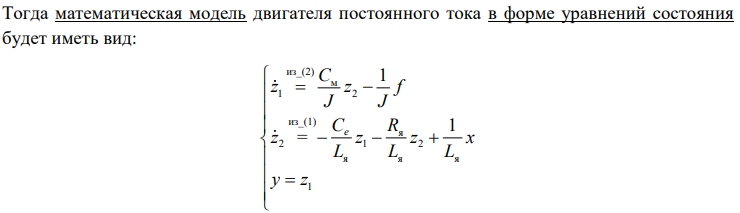 Тогда математическая модель двигателя постоянного тока в форме уравнений состояния
будет иметь вид:
ż₁ из_(2) = Cм/J z₂ − 1/J f
ż₂ из_(1) = − Cₑ/Lя z₁ − Rя/Lя z₂ + 1/Lя x
y = z₁